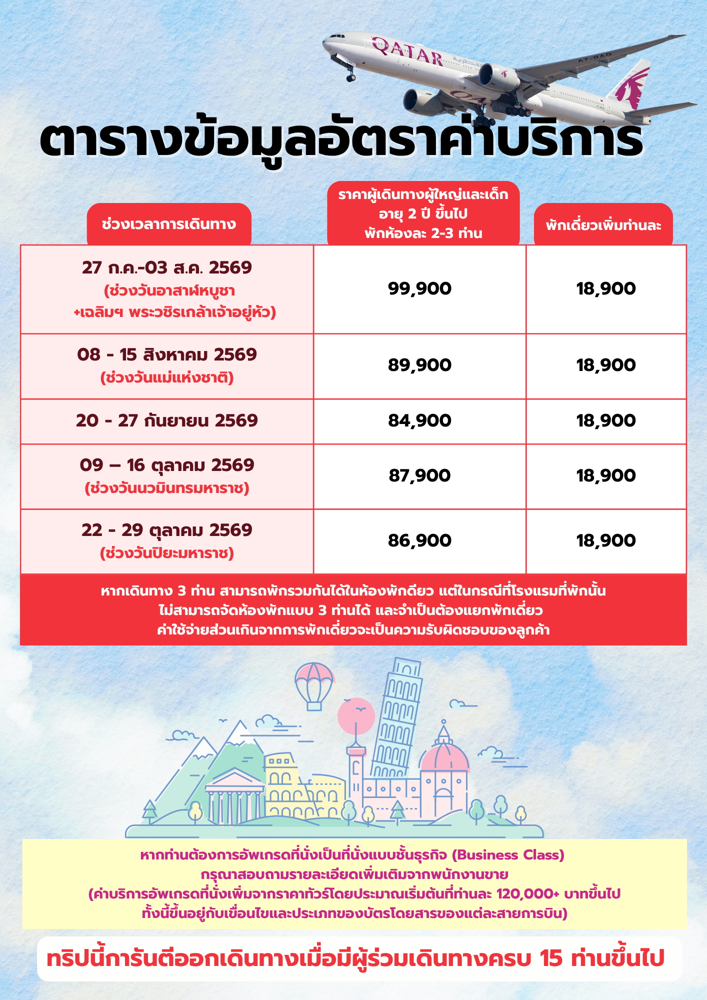 QATAR
القطرية
A7-BAQ
QA
ตารางข้อมูลอัตราค่าบริการ
ช่วงเวลาการเดินทาง
ราคาผู้เดินทางผู้ใหญ่และเด็ก
อายุ 2 ปี ขึ้นไป
พักห้องละ 2-3 ท่าน
พักเดี่ยวเพิ่มท่านละ
27 ก.ค.-03 ส.ค. 2569
(ช่วงวันอาสาฬหบูชา
+เฉลิมฯ พระวชิรเกล้าเจ้าอยู่หัว)
99,900
18,900
08 - 15 สิงหาคม 2569
(ช่วงวันแม่แห่งชาติ)
89,900
18,900
20 - 27 กันยายน 2569
84,900
18,900
09 – 16 ตุลาคม 2569
(ช่วงวันนวมินทรมหาราช)
87,900
18,900
22 - 29 ตุลาคม 2569
(ช่วงวันปิยะมหาราช)
86,900
18,900
หากเดินทาง 3 ท่าน สามารถพักรวมกันได้ในห้องพักดียว แต่ในกรณีที่โรงแรมที่พักนั้น
ไม่สามารถจัดห้องพักแบบ 3 ท่านได้ และจำเป็นต้องแยกพักเดี่ยว
ค่าใช้จ่ายส่วนเกินจากการพักเดี่ยวจะเป็นความรับผิดชอบของลูกค้า
หากท่านต้องการอัพเกรดที่นั่งเป็นที่นั่งแบบชั้นธุรกิจ (Business Class)
กรุณาสอบถามรายละเอียดเพิ่มเติมจากพนักงานขาย
(ค่าบริการอัพเกรดที่นั่งเพิ่มจากราคาทัวร์โดยประมาณเริ่มต้นที่ท่านละ 120,000+ บาทขึ้นไป
ทั้งนี้ขึ้นอยู่กับเขื่อนไขและประเภทของบัตรโดยสารของแต่ละสายการบิน)
ทริปนี้การันตีออกเดินทางเมื่อมีผู้ร่วมเดินทางครบ 15 ท่านขึ้นไป